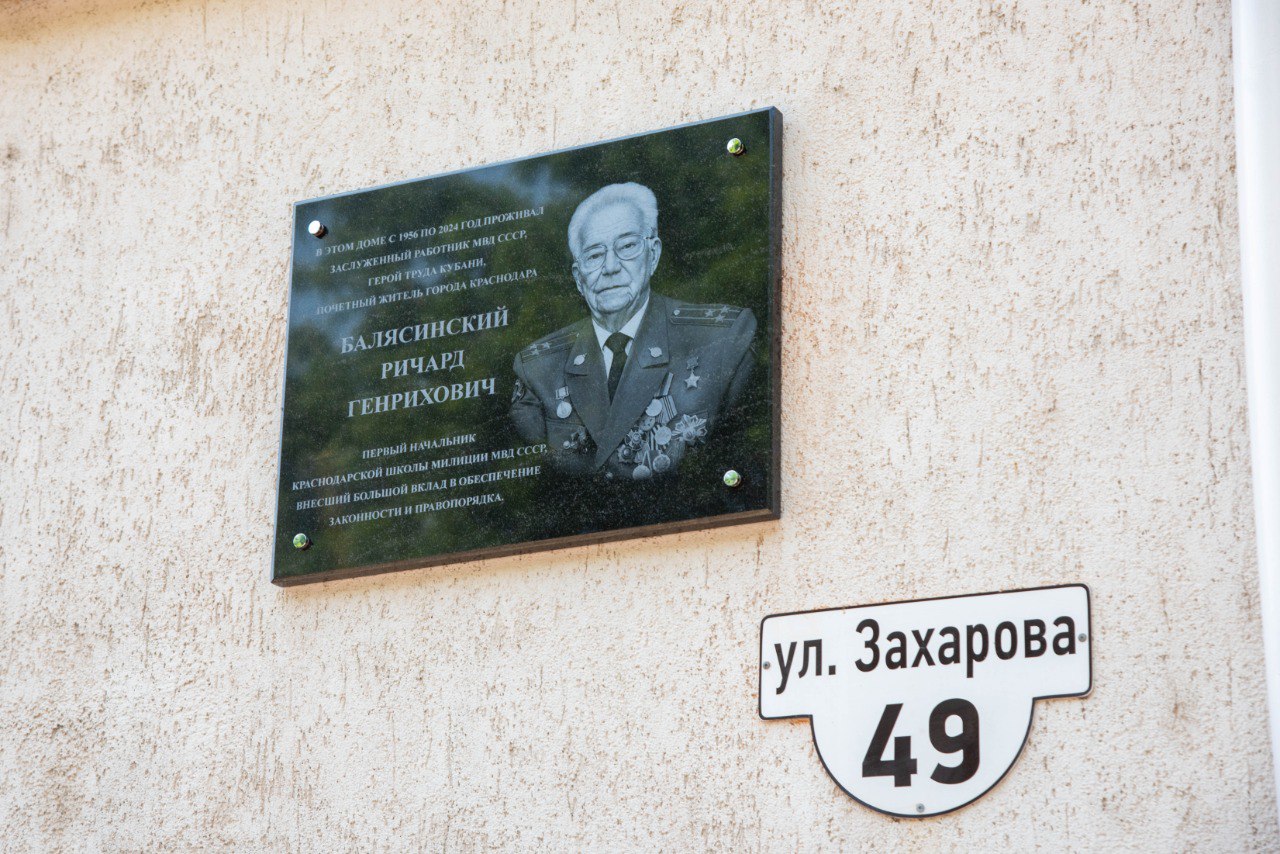 В ЭТОМ ДОМЕ С 1956 ПО 2024 ГОД ПРОЖИВАЛ
ЗАСЛУЖЕННЫЙ РАБОТНИК МВД СССР,
ГЕРОЙ ТРУДА КУБАНИ,
ПОЧЕТНЫЙ ЖИТЕЛЬ ГОРОДА КРАСНОДАРА
БАЛЯСИНСКИЙ
РИЧАРД
ГЕНРИХОВИЧ
ПЕРВЫЙ НАЧАЛЬНИК
КРАСНОДАРСКОЙ ШКОЛЫ МИЛИЦИИ МВД СССР,
ВНЕСШИЙ БОЛЬШОЙ ВКЛАД В ОБЕСПЕЧЕНИЕ
ЗАКОННОСТИ И ПРАВОПОРЯДКА.
ул. Захарова
49